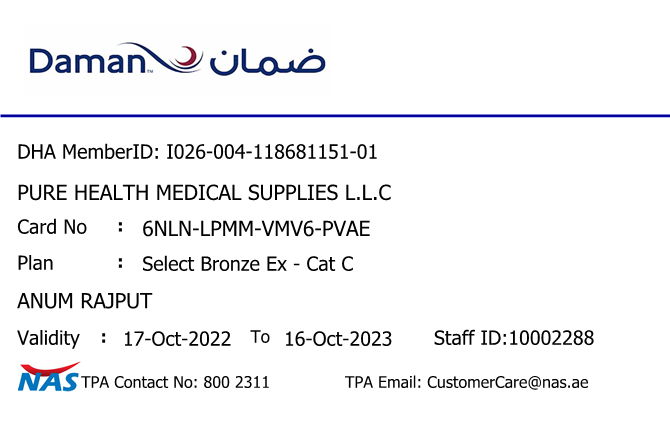 Daman ضمان
DHA MemberID: I026-004-118681151-01
PURE HEALTH MEDICAL SUPPLIES L.L.C
Card No : 6NLN-LPMM-VMV6-PVAE
Plan : Select Bronze Ex - Cat C
ANUM RAJPUT
Validity : 17-Oct-2022 To 16-Oct-2023 Staff ID:10002288
NAS TPA Contact No: 800 2311 TPA Email: CustomerCare@nas.ae